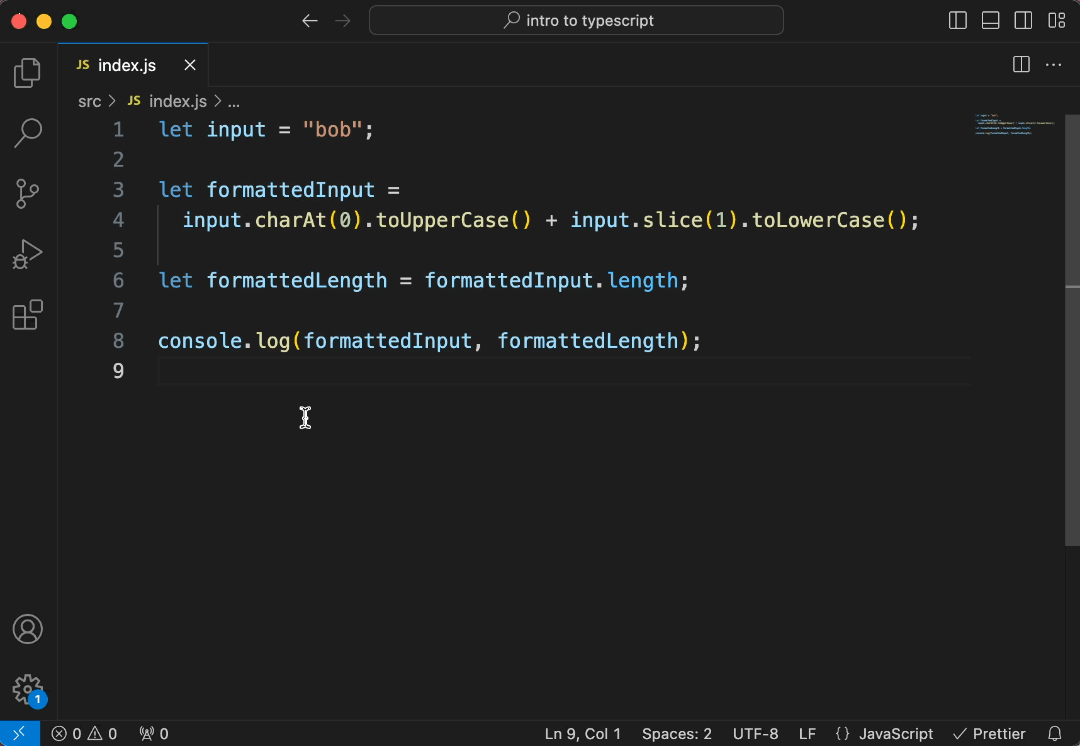 intro to typescript
JS index.js
src > JS index.js > ...
1 let input = "bob";
2
3 let formattedInput =
4   input.charAt(0).toUpperCase() + input.slice(1).toLowerCase();
5
6 let formattedLength = formattedInput.length;
7
8 console.log(formattedInput, formattedLength);
9
1
0 0 0 Ln 9, Col 1 Spaces: 2 UTF-8 LF {} JavaScript Prettier